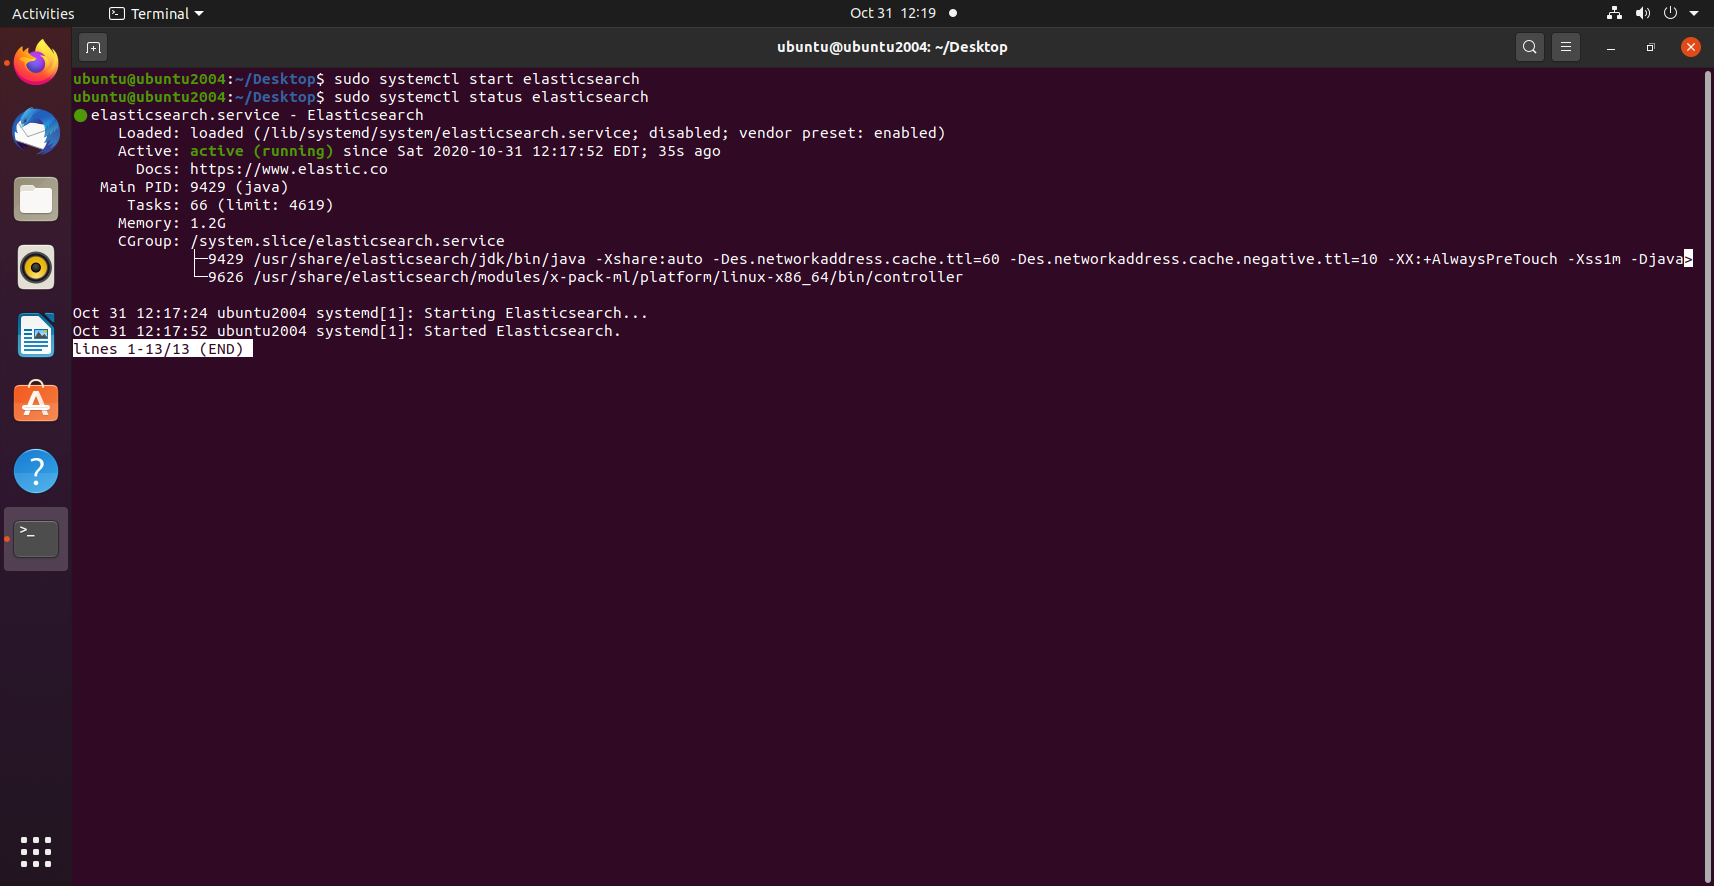 Activities Terminal Oct 31 12:19
ubuntu@ubuntu2004: ~/Desktop
ubuntu@ubuntu2004:~/Desktop$ sudo systemctl start elasticsearch
ubuntu@ubuntu2004:~/Desktop$ sudo systemctl status elasticsearch
● elasticsearch.service - Elasticsearch
     Loaded: loaded (/lib/systemd/system/elasticsearch.service; disabled; vendor preset: enabled)
     Active: active (running) since Sat 2020-10-31 12:17:52 EDT; 35s ago
       Docs: https://www.elastic.co
   Main PID: 9429 (java)
      Tasks: 66 (limit: 4619)
     Memory: 1.2G
     CGroup: /system.slice/elasticsearch.service
             ├─9429 /usr/share/elasticsearch/jdk/bin/java -Xshare:auto -Des.networkaddress.cache.ttl=60 -Des.networkaddress.cache.negative.ttl=10 -XX:+AlwaysPreTouch -Xss1m -Djava>
             └─9626 /usr/share/elasticsearch/modules/x-pack-ml/platform/linux-x86_64/bin/controller
Oct 31 12:17:24 ubuntu2004 systemd[1]: Starting Elasticsearch...
Oct 31 12:17:52 ubuntu2004 systemd[1]: Started Elasticsearch.
lines 1-13/13 (END)